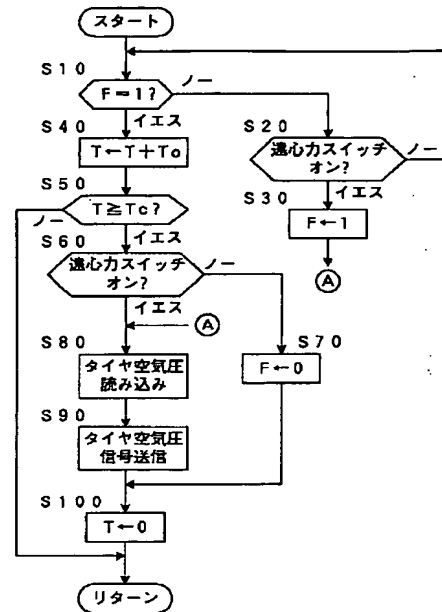 スタート
S10
F=1?
ノー
イエス
S40
T←T+To
S20
遠心力スイッチ
オン?
ノー
イエス
S50
T≧Tc?
ノー
イエス
S30
F←1
A
S60
遠心力スイッチ
オン?
ノー
イエス
A
S80
タイヤ空気圧
読み込み
S70
F←0
S90
タイヤ空気圧
信号送信
S100
T←0
リターン